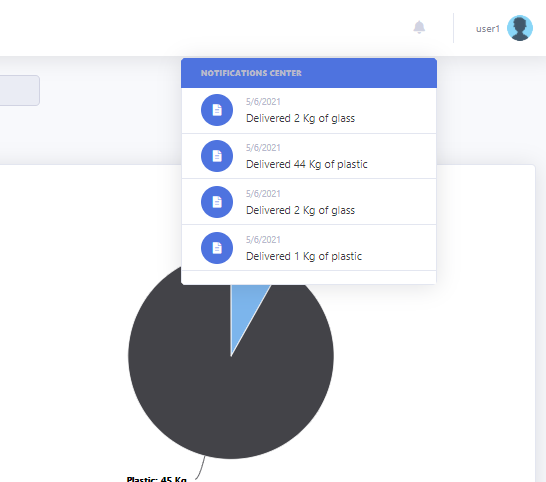 user1
NOTIFICATIONS CENTER
5/6/2021
Delivered 2 Kg of glass
5/6/2021
Delivered 44 Kg of plastic
5/6/2021
Delivered 2 Kg of glass
5/6/2021
Delivered 1 Kg of plastic
Plastic: 45 Kg